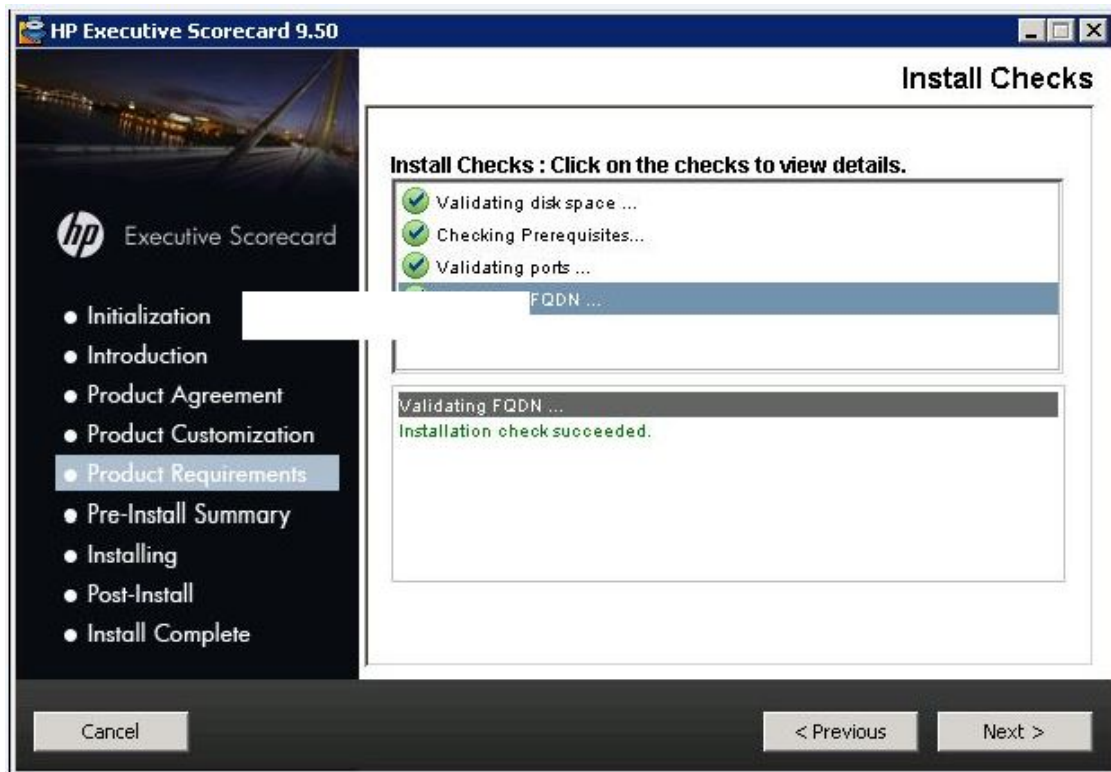 HP Executive Scorecard 9.50
Install Checks
hp Executive Scorecard
Initialization
Introduction
Product Agreement
Product Customization
Product Requirements
Pre-Install Summary
Installing
Post-Install
Install Complete
Install Checks : Click on the checks to view details.
Validating disk space ...
Checking Prerequisites...
Validating ports ...
FQDN ...
Validating FQDN ...
Installation check succeeded.
Cancel
< Previous
Next >